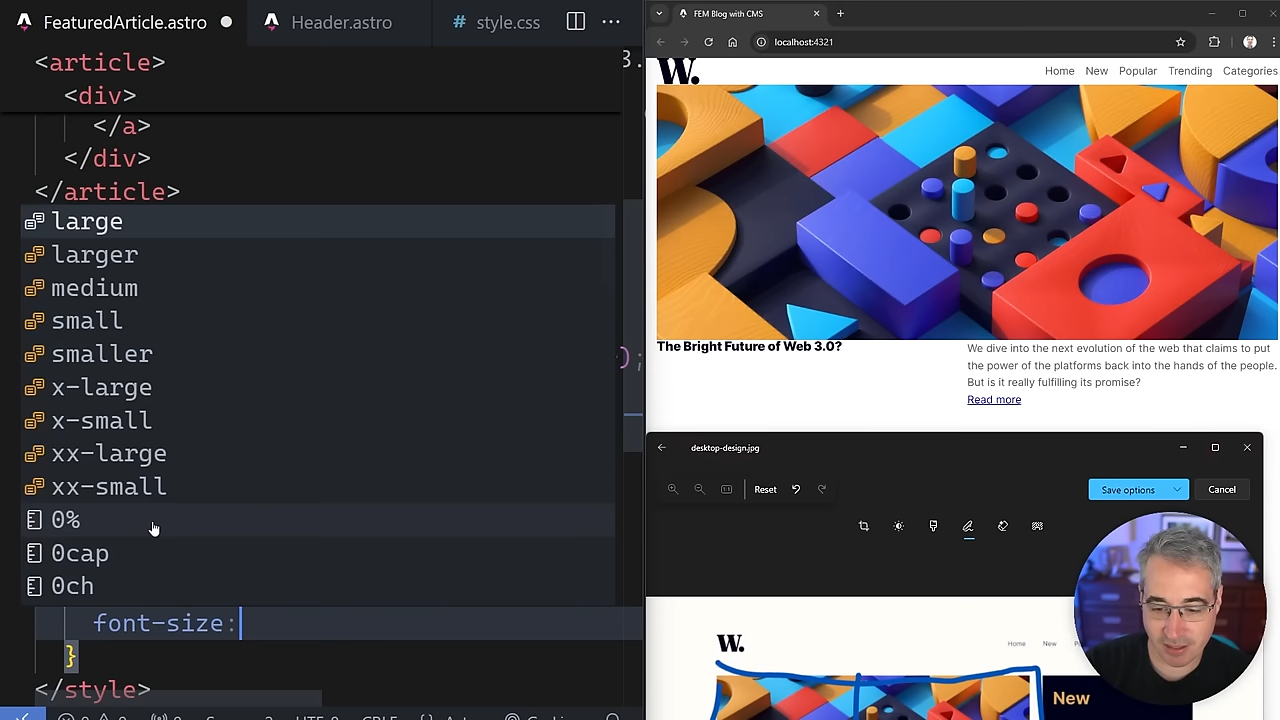 FeaturedArticle.astro
Header.astro
# style.css
<article>
<div>
</a>
</div>
</article>
large
larger
medium
small
smaller
x-large
x-small
xx-large
xx-small
0%
0cap
0ch
font-size:
}
</style>
FEM Blog with CMS
localhost:4321
W.
Home New Popular Trending Categories
The Bright Future of Web 3.0?
We dive into the next evolution of the web that claims to put
the power of the platforms back into the hands of the people.
But is it really fulfilling its promise?
Read more
desktop-design.jpg
Reset
Save options
Cancel
W.
Home New
New